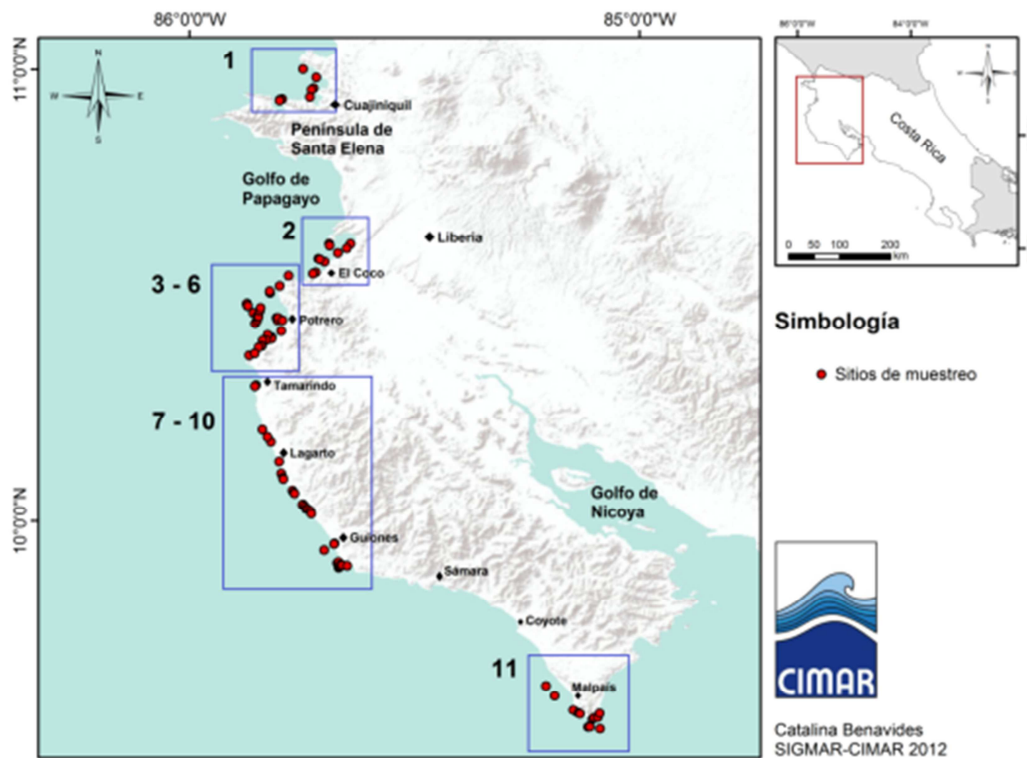 86°0'0"W
85°0'0"W
11°0'0"N
10°0'0"N
N
W
E
S
1
Cuajiniquil
Península de
Santa Elena
Golfo de
Papagayo
2
Liberia
El Coco
3 - 6
Potrero
Tamarindo
7 - 10
Lagarto
Guiones
Golfo de
Nicoya
Sámara
Coyote
11
Malpaís
86°0'0"W
84°0'0"W
N
W
E
S
Costa Rica
0 50 100 200
km
Simbología
Sitios de muestreo
CIMAR
Catalina Benavides
SIGMAR-CIMAR 2012